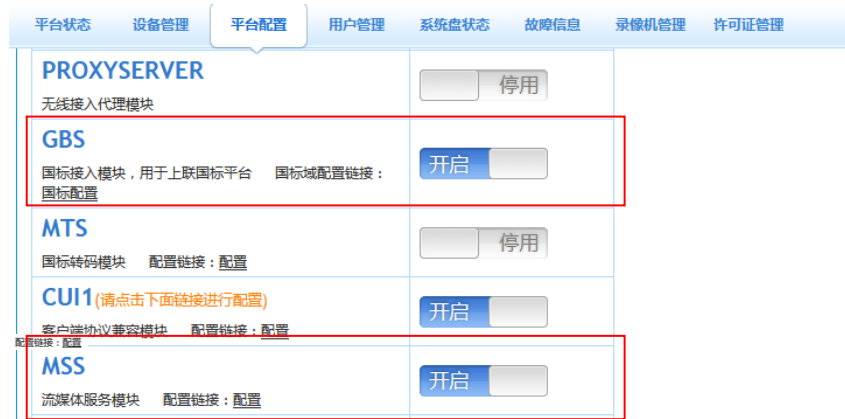 平台状态 设备管理 平台配置 用户管理 系统盘状态 故障信息 录像机管理 许可证管理
PROXYSERVER
停用
无线接入代理模块
GBS
开启
国标接入模块，用于上联国标平台 国标域配置链接：
国标配置
MTS
停用
国标转码模块 配置链接：配置
CUI1(请点击下面链接进行配置)
开启
客户端协议兼容模块 配置链接：配置
配置链接：配置
MSS
开启
流媒体服务模块 配置链接：配置